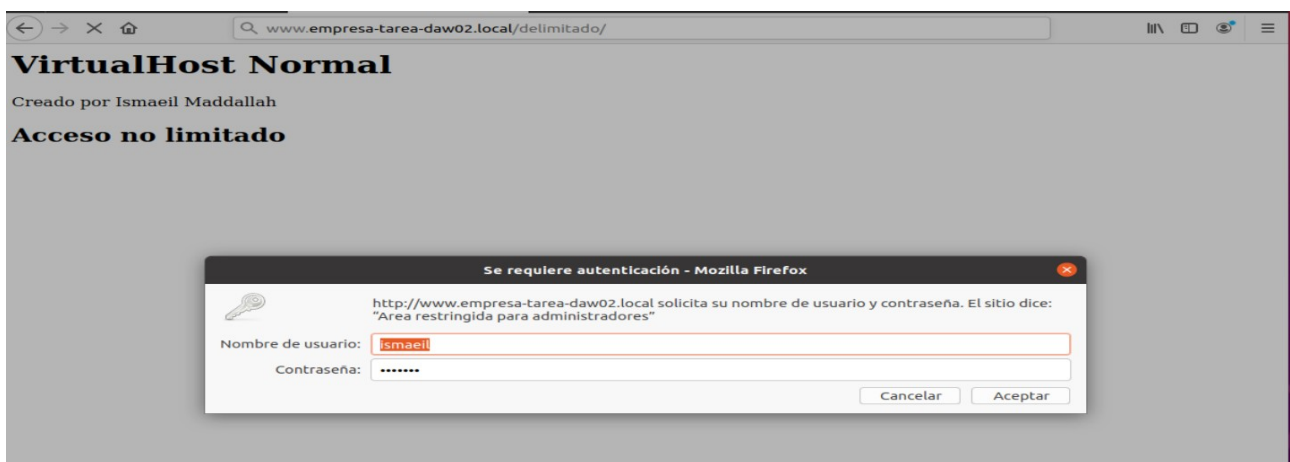 www.empresa-tarea-daw02.local/delimitado/
VirtualHost Normal
Creado por Ismaeil Maddallah
Acceso no limitado
Se requiere autenticación - Mozilla Firefox
http://www.empresa-tarea-daw02.local solicita su nombre de usuario y contraseña. El sitio dice:
"Area restringida para administradores"
Nombre de usuario: ismaeil
Contraseña: •••••••
Cancelar Aceptar